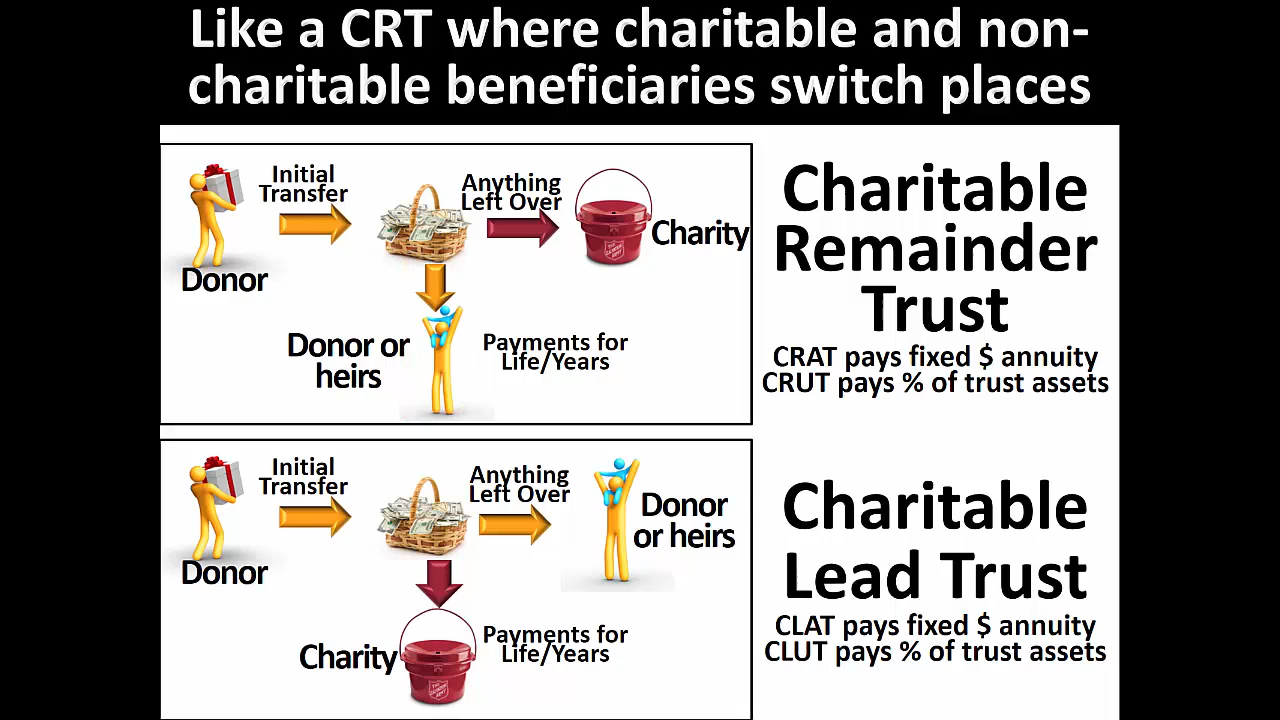 Like a CRT where charitable and non-
charitable beneficiaries switch places
Initial
Transfer
Anything
Left Over
Charity
Donor
Donor or
heirs
Payments for
Life/Years
Charitable
Remainder
Trust
CRAT pays fixed $ annuity
CRUT pays % of trust assets
Initial
Transfer
Anything
Left Over
Donor
or heirs
Donor
Charity
Payments for
Life/Years
Charitable
Lead Trust
CLAT pays fixed $ annuity
CLUT pays % of trust assets